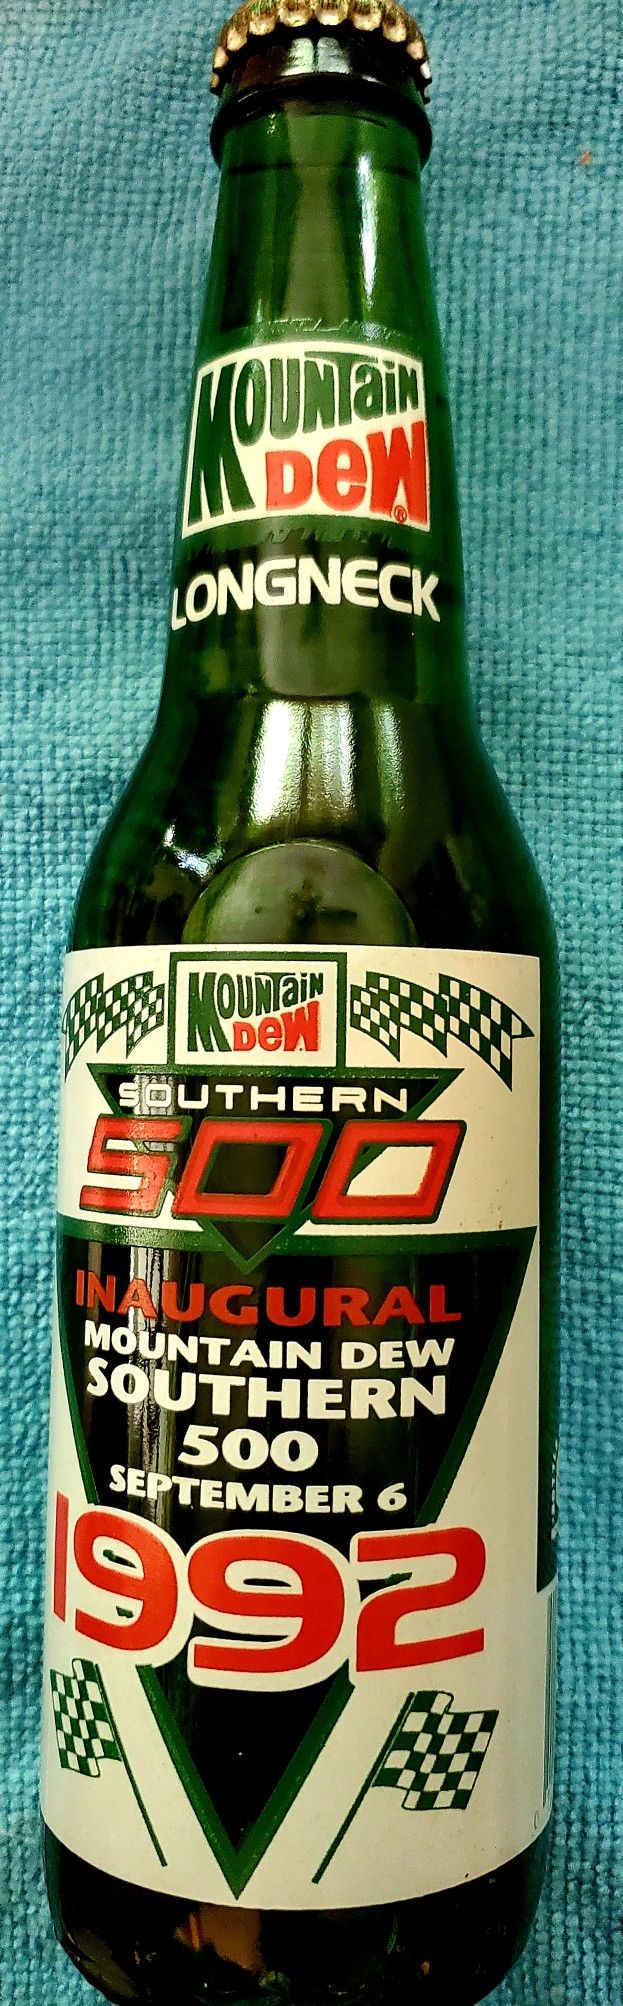 MOUNTAIN
DEW®
LONGNECK
MOUNTAIN
DEW
SOUTHERN
500
INAUGURAL
MOUNTAIN DEW
SOUTHERN
500
SEPTEMBER 6
1992